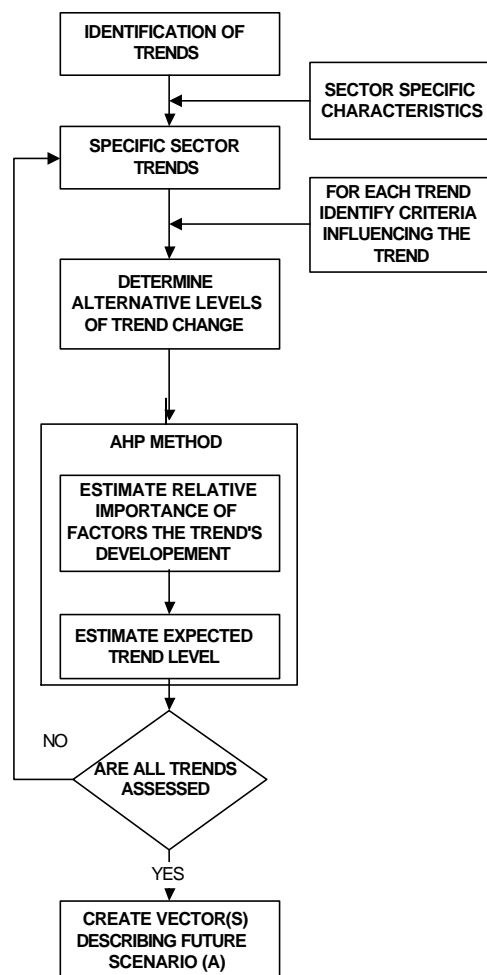 IDENTIFICATION OF
TRENDS
SECTOR SPECIFIC
CHARACTERISTICS
SPECIFIC SECTOR
TRENDS
FOR EACH TREND
IDENTIFY CRITERIA
INFLUENCING THE
TREND
DETERMINE
ALTERNATIVE LEVELS
OF TREND CHANGE
AHP METHOD
ESTIMATE RELATIVE
IMPORTANCE OF
FACTORS THE TREND'S
DEVELOPEMENT
ESTIMATE EXPECTED
TREND LEVEL
NO
ARE ALL TRENDS
ASSESSED
YES
CREATE VECTOR(S)
DESCRIBING FUTURE
SCENARIO (A)